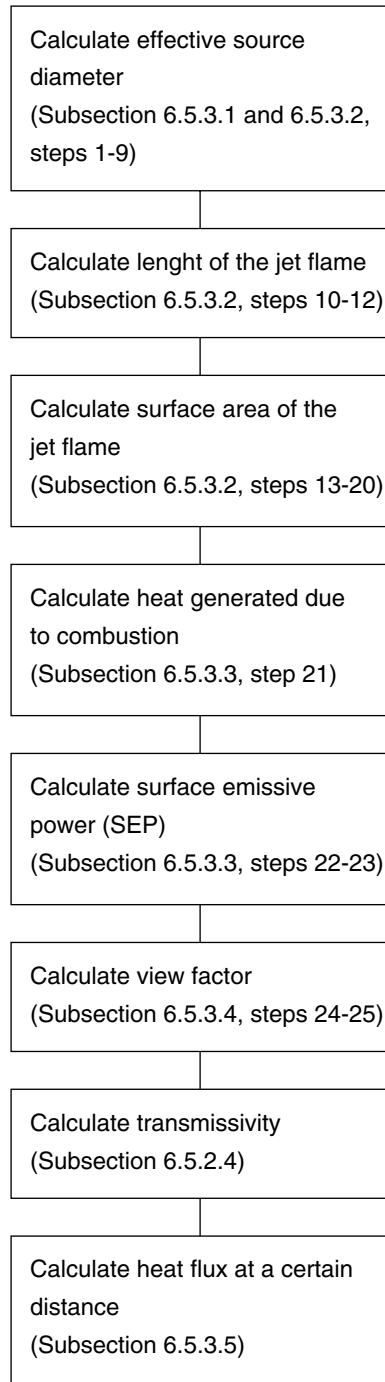 Calculate effective source
diameter
(Subsection 6.5.3.1 and 6.5.3.2,
steps 1-9)
Calculate lenght of the jet flame
(Subsection 6.5.3.2, steps 10-12)
Calculate surface area of the
jet flame
(Subsection 6.5.3.2, steps 13-20)
Calculate heat generated due
to combustion
(Subsection 6.5.3.3, step 21)
Calculate surface emissive
power (SEP)
(Subsection 6.5.3.3, steps 22-23)
Calculate view factor
(Subsection 6.5.3.4, steps 24-25)
Calculate transmissivity
(Subsection 6.5.2.4)
Calculate heat flux at a certain
distance
(Subsection 6.5.3.5)